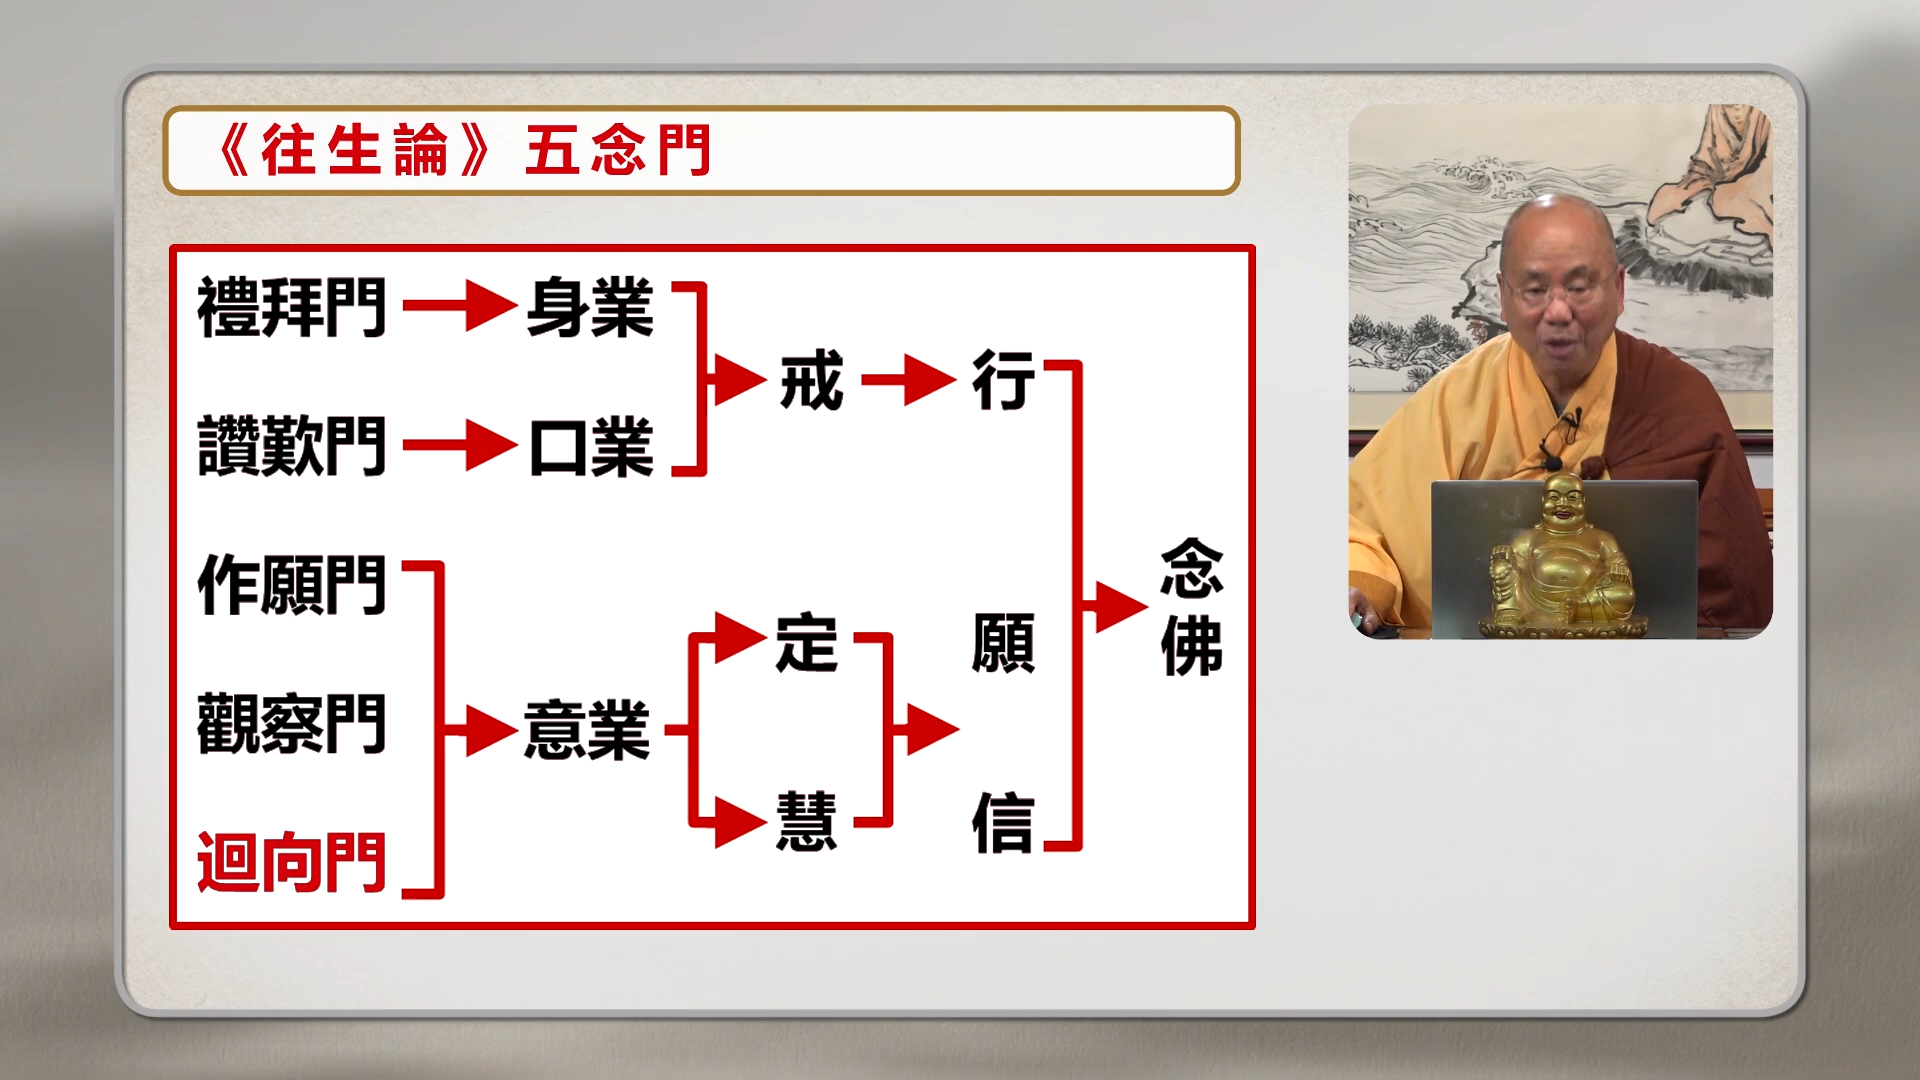 《往生論》五念門
禮拜門 身業
戒 行
讚歎門 口業
作願門
定 願
觀察門 意業
慧 信
迴向門
念佛